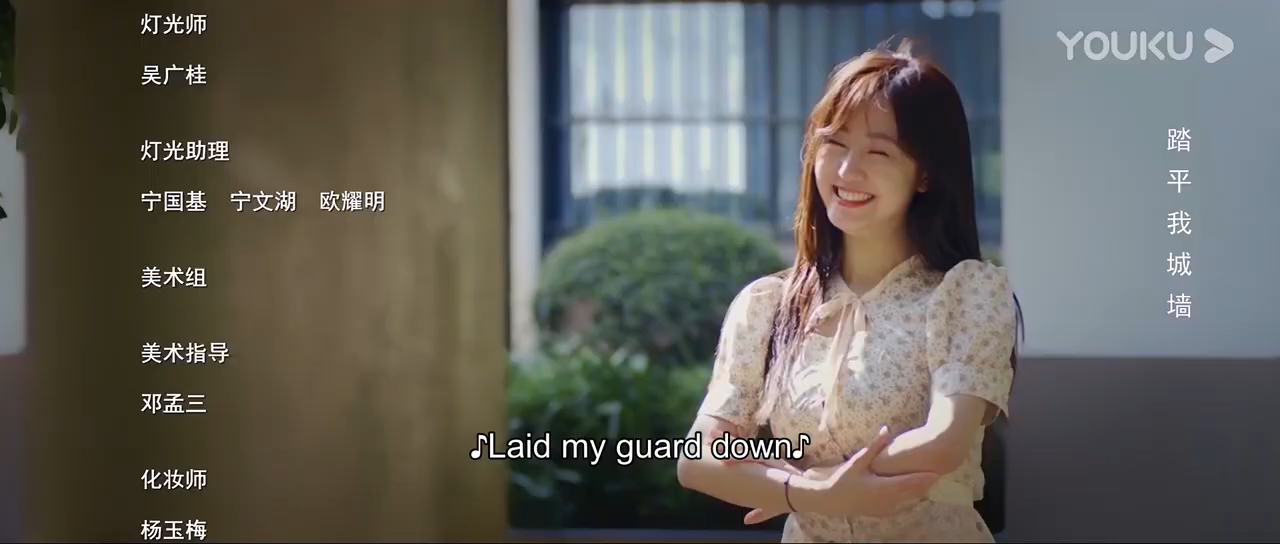 灯光师
吴广桂
灯光助理
宁国基 宁文湖 欧耀明
美术组
美术指导
邓孟三
化妆师
杨玉梅
YOUKU
踏平我城墙
♪Laid my guard down♪